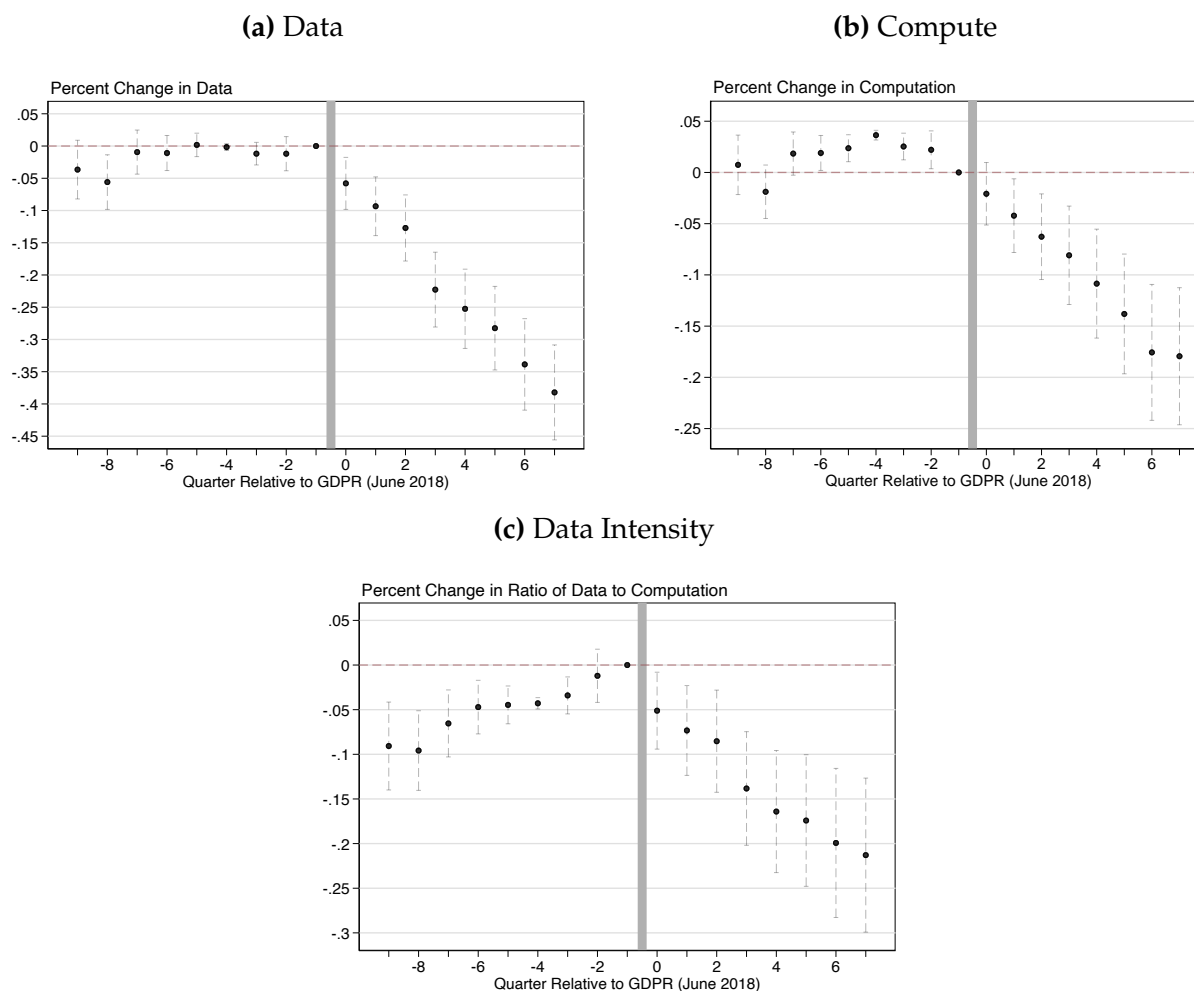 (a) Data
Percent Change in Data
.05
0
-.05
-.1
-.15
-.2
-.25
-.3
-.35
-.4
-.45
-8 -6 -4 -2 0 2 4 6
Quarter Relative to GDPR (June 2018)
(b) Compute
Percent Change in Computation
.05
0
-.05
-.1
-.15
-.2
-.25
-8 -6 -4 -2 0 2 4 6
Quarter Relative to GDPR (June 2018)
(c) Data Intensity
Percent Change in Ratio of Data to Computation
.05
0
-.05
-.1
-.15
-.2
-.25
-.3
-8 -6 -4 -2 0 2 4 6
Quarter Relative to GDPR (June 2018)